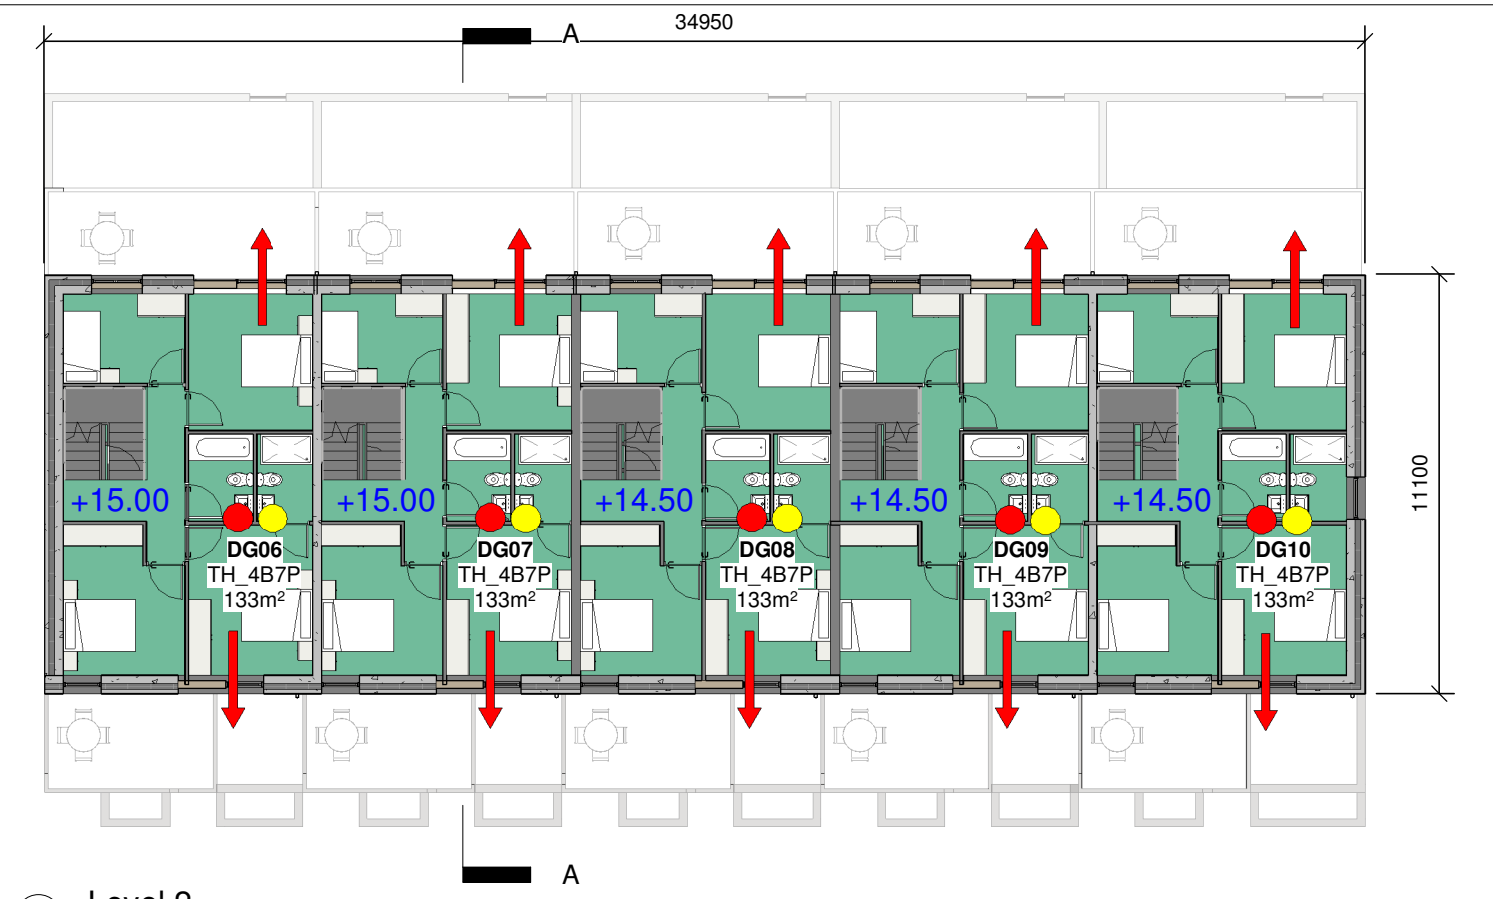 34950
A
+15.00
+15.00
+14.50
+14.50
+14.50
11100
DG06
TH_4B7P
133m²
DG07
TH_4B7P
133m²
DG08
TH_4B7P
133m²
DG09
TH_4B7P
133m²
DG10
TH_4B7P
133m²
A
Level